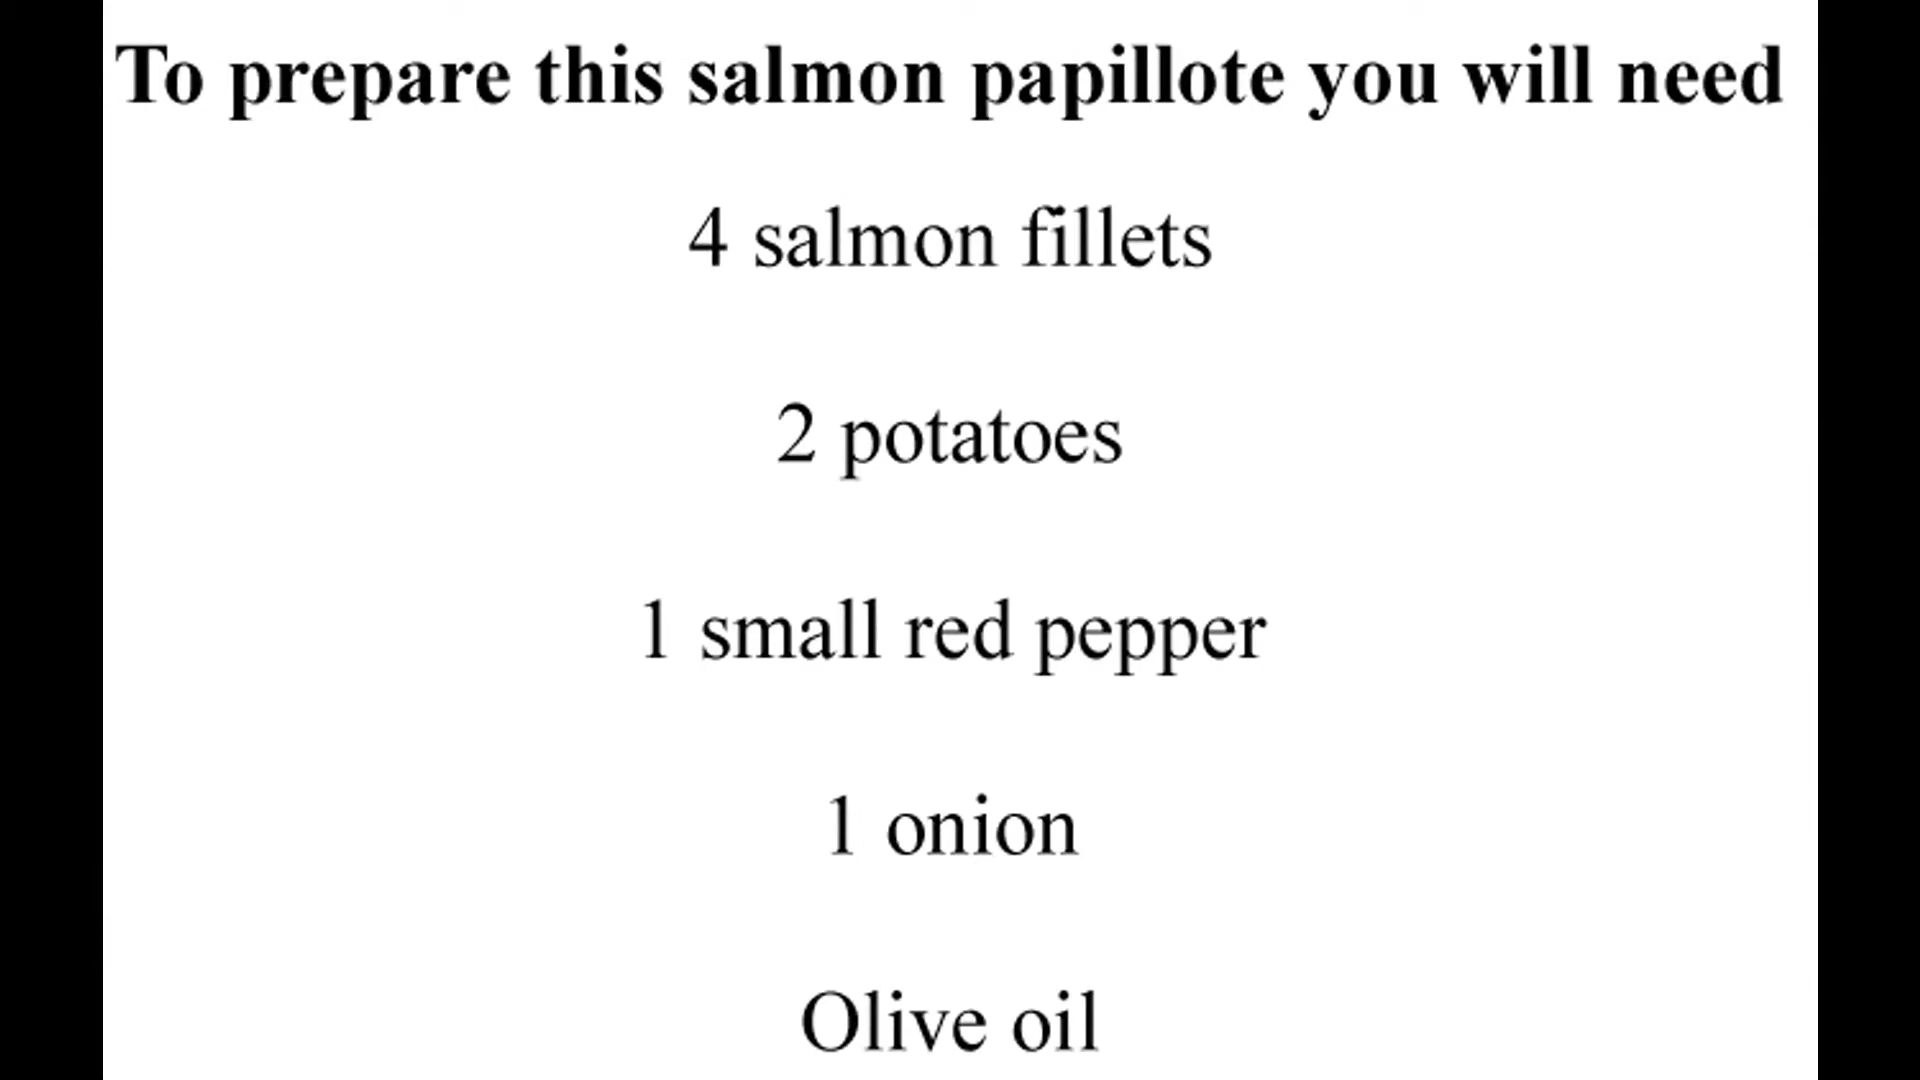 To prepare this salmon papillote you will need
4 salmon fillets
2 potatoes
1 small red pepper
1 onion
Olive oil